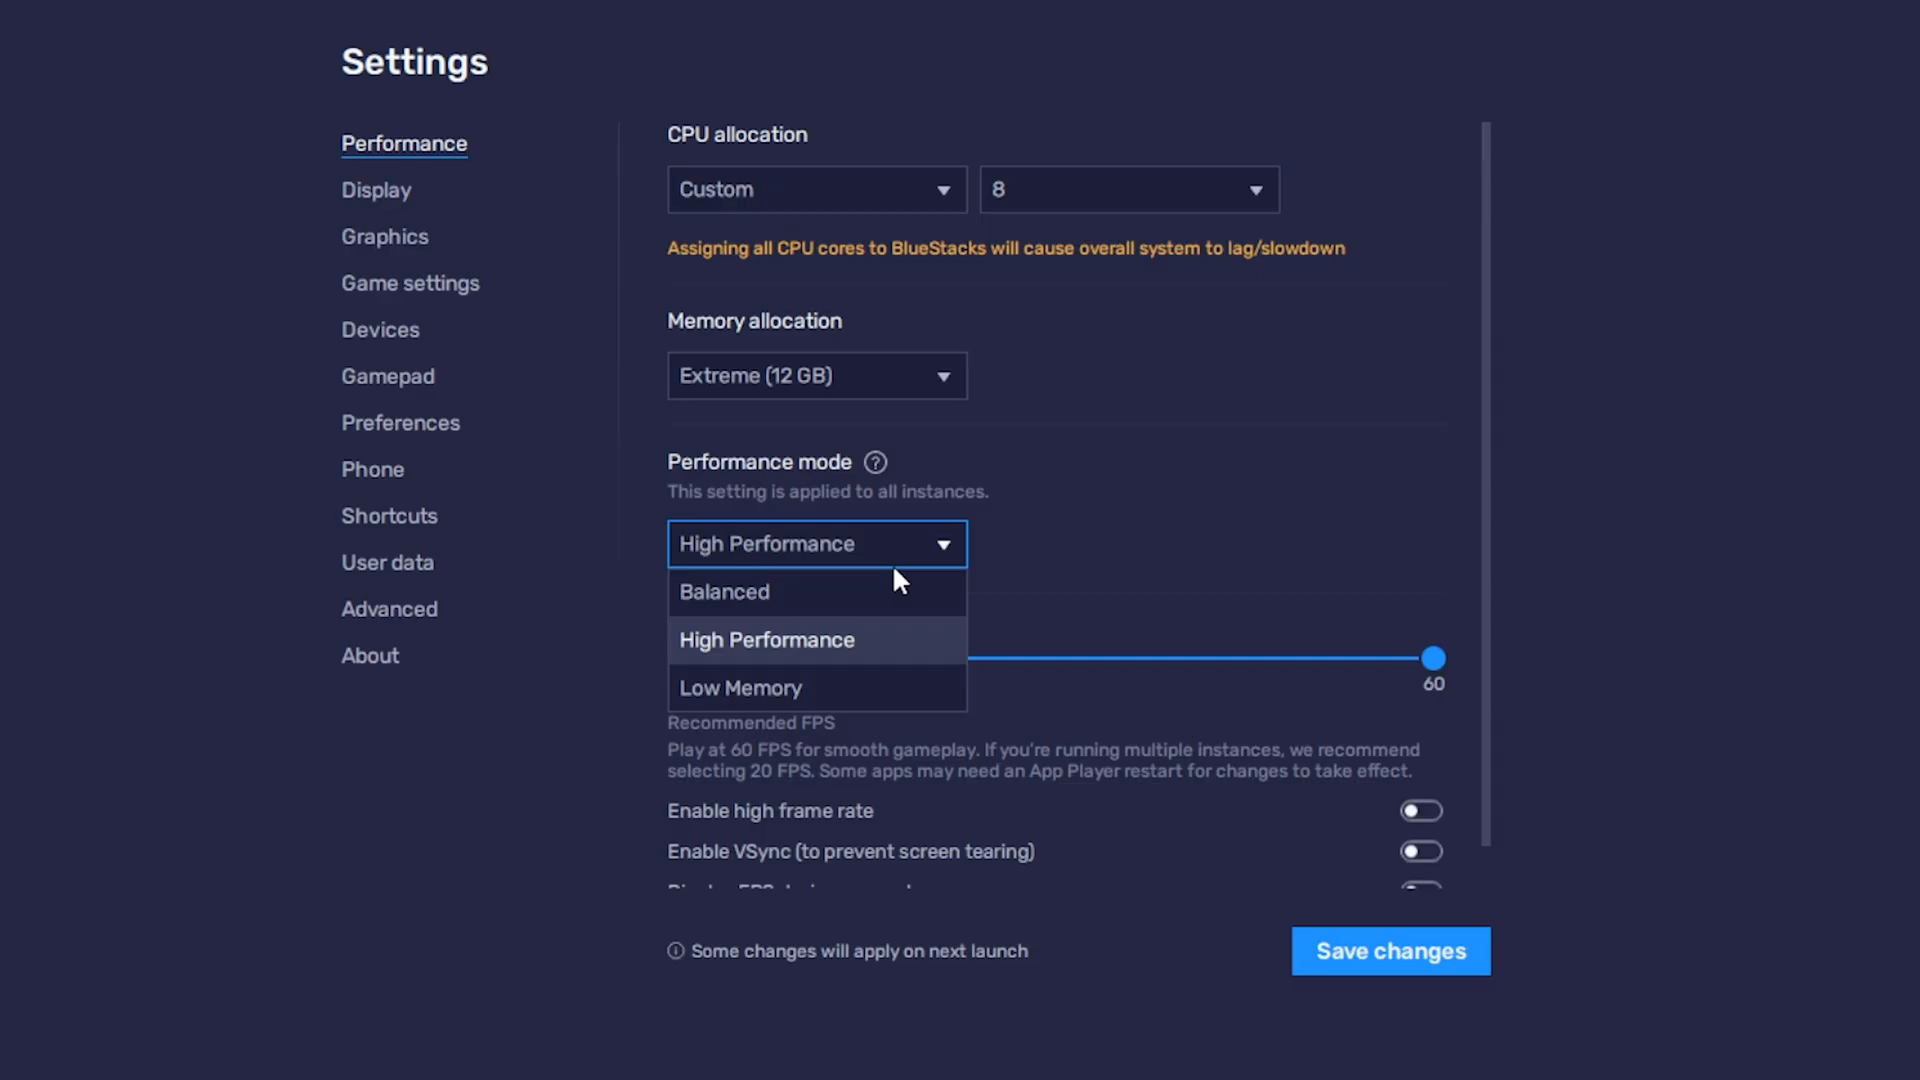 Settings
Performance
Display
Graphics
Game settings
Devices
Gamepad
Preferences
Phone
Shortcuts
User data
Advanced
About
CPU allocation
Custom
8
Assigning all CPU cores to BlueStacks will cause overall system to lag/slowdown
Memory allocation
Extreme (12 GB)
Performance mode ?
This setting is applied to all instances.
High Performance
Balanced
High Performance
Low Memory
60
Recommended FPS
Play at 60 FPS for smooth gameplay. If you're running multiple instances, we recommend
selecting 20 FPS. Some apps may need an App Player restart for changes to take effect.
Enable high frame rate
Enable VSync (to prevent screen tearing)
Some changes will apply on next launch
Save changes